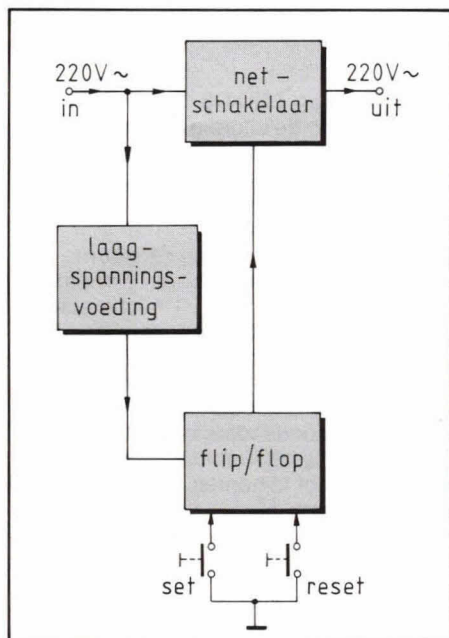 220V~
in
net-
schakelaar
220V~
uit
laag-
spannings-
voeding
flip/flop
set
reset